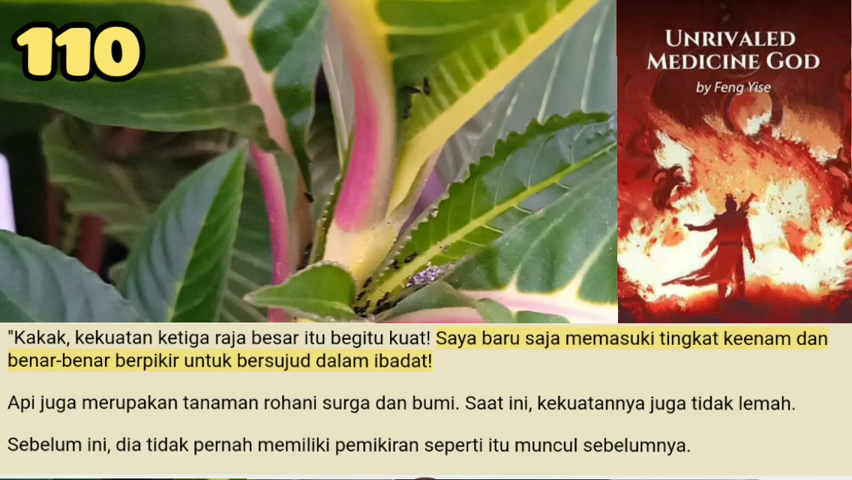 110
UNRIVALED
MEDICINE GOD
by Feng Yise
"Kakak, kekuatan ketiga raja besar itu begitu kuat! Saya baru saja memasuki tingkat keenam dan
benar-benar berpikir untuk bersujud dalam ibadat!
Api juga merupakan tanaman rohani surga dan bumi. Saat ini, kekuatannya juga tidak lemah.
Sebelum ini, dia tidak pernah memiliki pemikiran seperti itu muncul sebelumnya.